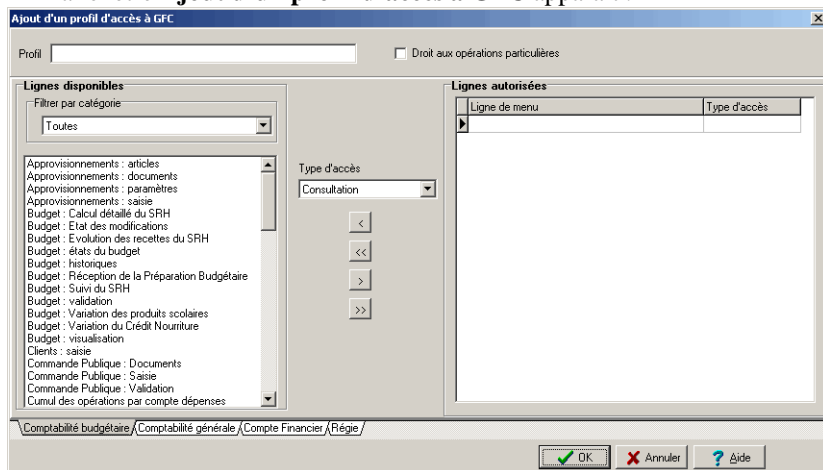 Ajout d'un profil d'accès à GFC
Profil
Droit aux opérations particulières
Lignes disponibles
Filtrer par catégorie
Toutes
Approvisionnements : articles
Approvisionnements : documents
Approvisionnements : paramètres
Approvisionnements : saisie
Budget : Calcul détaillé du SRH
Budget : Etat des modifications
Budget : Evolution des recettes du SRH
Budget : états du budget
Budget : historiques
Budget : Réception de la Préparation Budgétaire
Budget : Suivi du SRH
Budget : validation
Budget : Variation des produits scolaires
Budget : Variation du Crédit Nourriture
Budget : visualisation
Clients : saisie
Commande Publique : Documents
Commande Publique : Saisie
Commande Publique : Validation
Cumul des opérations par compte dépenses
Type d'accès
Consultation
<
<<
>
>>
Lignes autorisées
Ligne de menu
Type d'accès
Comptabilité budgétaire
Comptabilité générale
Compte Financier
Régie
OK
Annuler
Aide